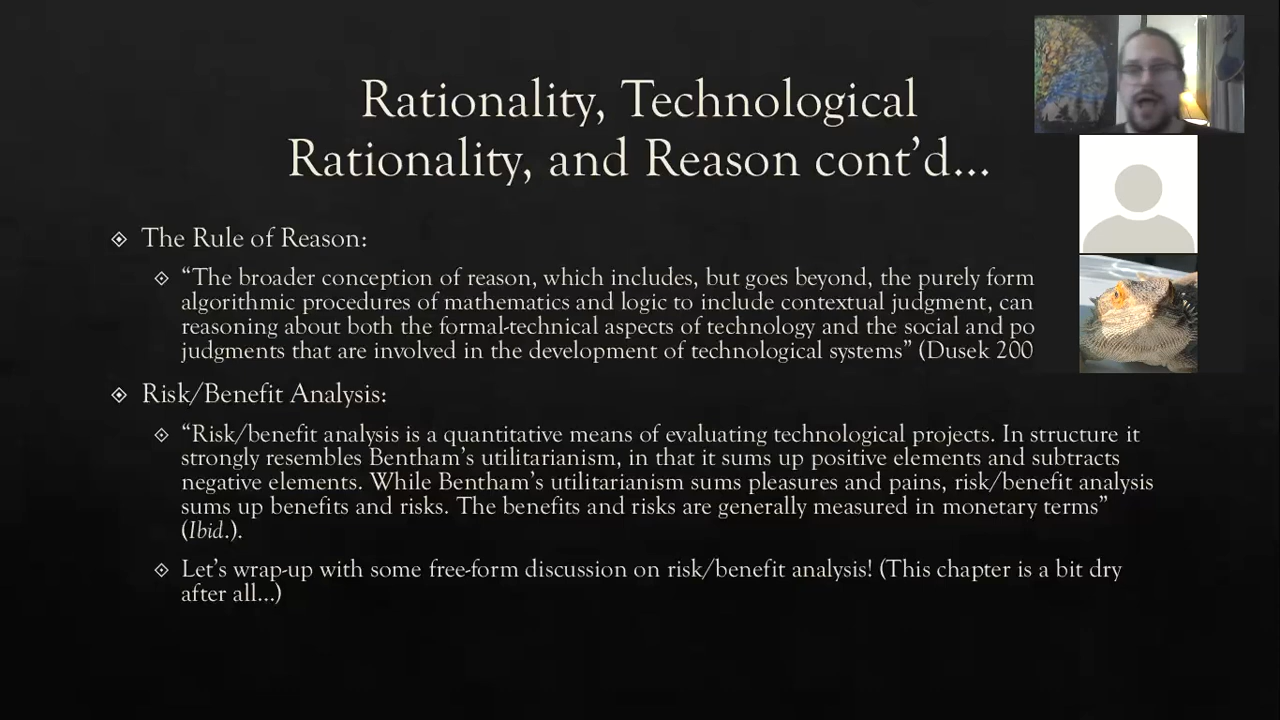 Rationality, Technological
Rationality, and Reason cont’d…
The Rule of Reason:
“The broader conception of reason, which includes, but goes beyond, the purely form
algorithmic procedures of mathematics and logic to include contextual judgment, can
reasoning about both the formal-technical aspects of technology and the social and po
judgments that are involved in the development of technological systems” (Dusek 200
Risk/Benefit Analysis:
“Risk/benefit analysis is a quantitative means of evaluating technological projects. In structure it
strongly resembles Bentham’s utilitarianism, in that it sums up positive elements and subtracts
negative elements. While Bentham’s utilitarianism sums pleasures and pains, risk/benefit analysis
sums up benefits and risks. The benefits and risks are generally measured in monetary terms”
(Ibid.).
Let’s wrap-up with some free-form discussion on risk/benefit analysis! (This chapter is a bit dry
after all…)